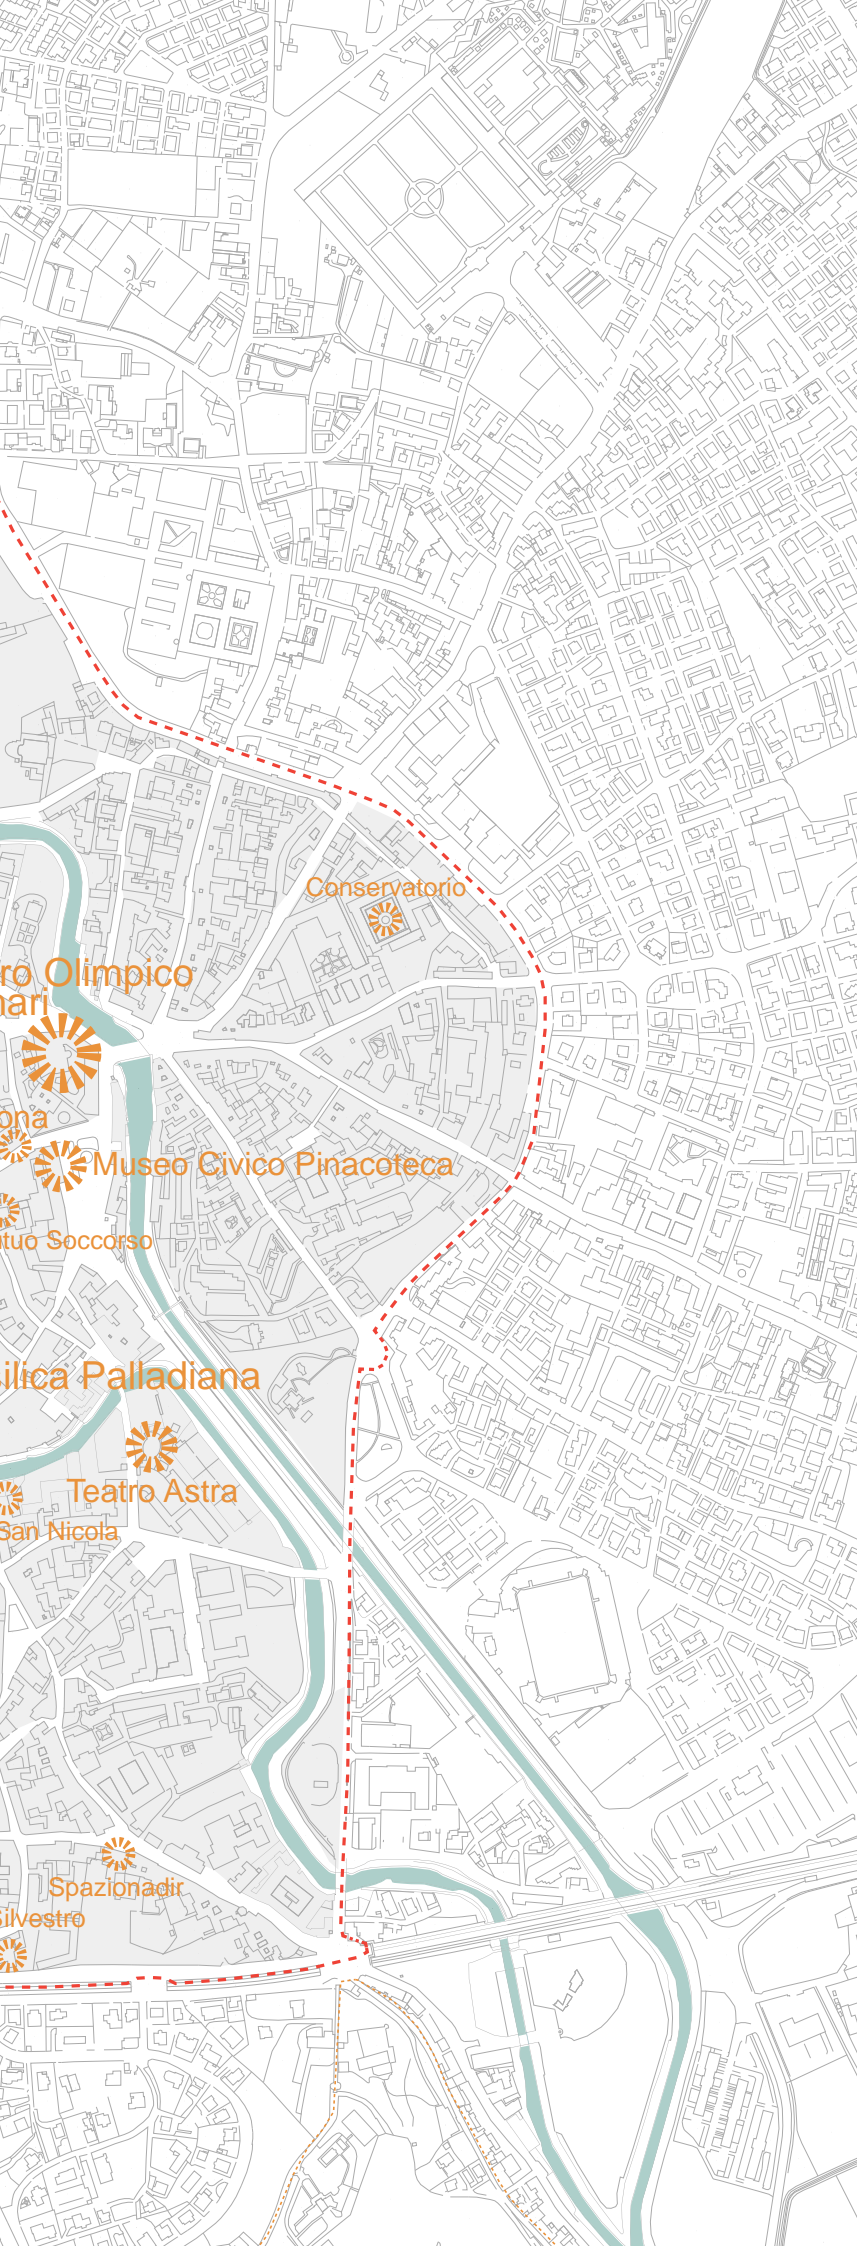 Conservatorio
ro Olimpico
nari
ona
Museo Civico Pinacoteca
tuo Soccorso
ilica Palladiana
Teatro Astra
San Nicola
Spazionadir
Silvestro